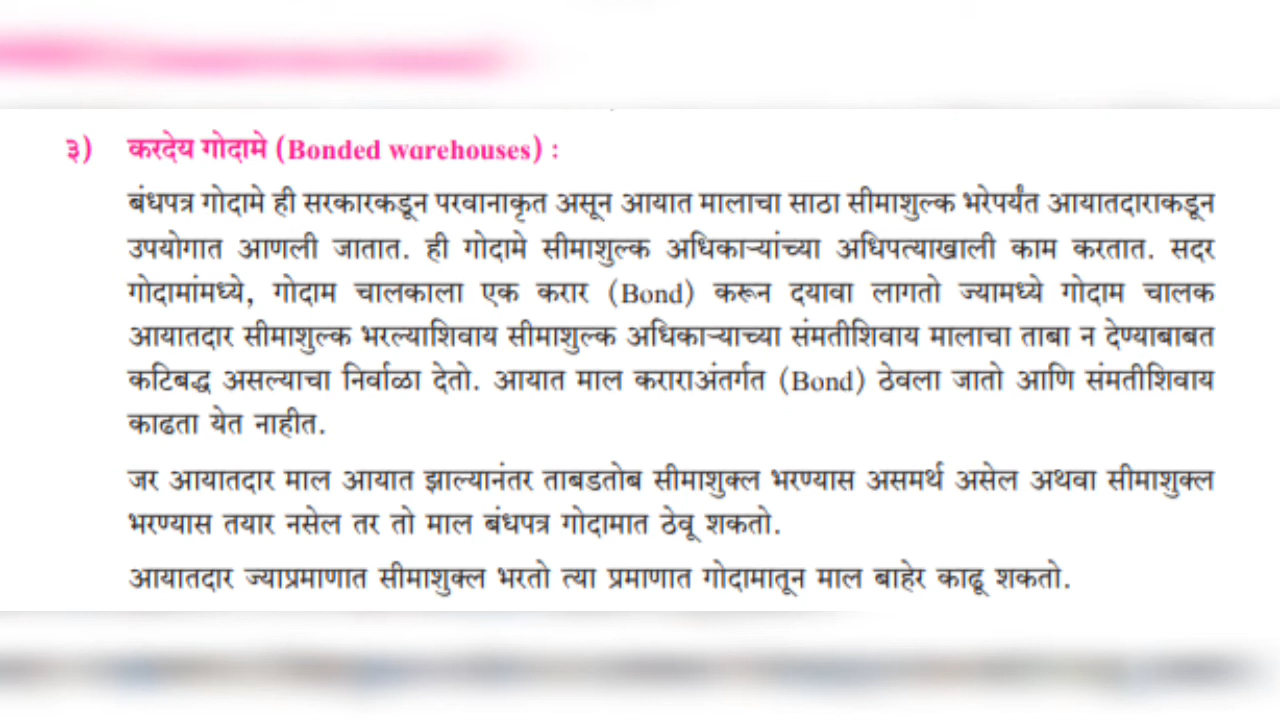 ३) करदेय गोदामे (Bonded warehouses) :
बंधपत्र गोदामे ही सरकारकडून परवानाकृत असून आयात मालाचा साठा सीमाशुल्क भरेपर्यंत आयातदाराकडून
उपयोगात आणली जातात. ही गोदामे सीमाशुल्क अधिकाऱ्यांच्या अधिपत्याखाली काम करतात. सदर
गोदामांमध्ये, गोदाम चालकाला एक करार (Bond) करून दयावा लागतो ज्यामध्ये गोदाम चालक
आयातदार सीमाशुल्क भरल्याशिवाय सीमाशुल्क अधिकाऱ्याच्या संमतीशिवाय मालाचा ताबा न देण्याबाबत
कटिबद्ध असल्याचा निर्वाळा देतो. आयात माल कराराअंतर्गत (Bond) ठेवला जातो आणि संमतीशिवाय
काढता येत नाहीत.
जर आयातदार माल आयात झाल्यानंतर ताबडतोब सीमाशुक्ल भरण्यास असमर्थ असेल अथवा सीमाशुक्ल
भरण्यास तयार नसेल तर तो माल बंधपत्र गोदामात ठेवू शकतो.
आयातदार ज्याप्रमाणात सीमाशुक्ल भरतो त्या प्रमाणात गोदामातून माल बाहेर काढू शकतो.